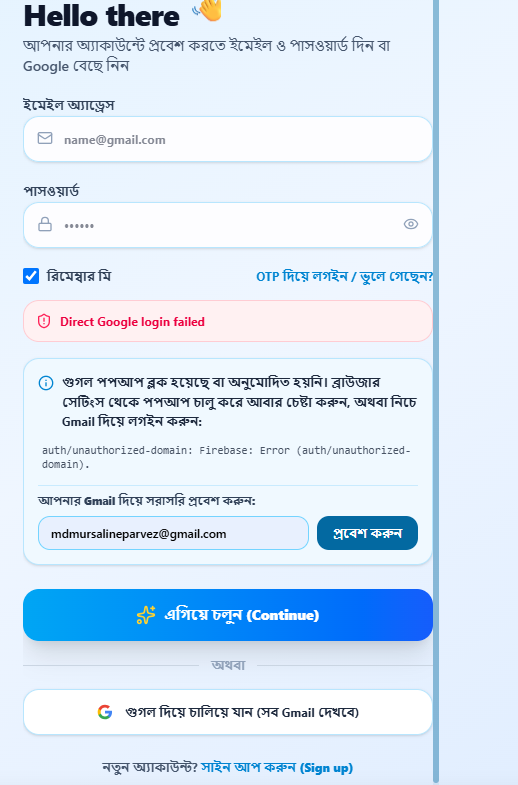 Hello there 👋
আপনার অ্যাকাউন্টে প্রবেশ করতে ইমেইল ও পাসওয়ার্ড দিন বা
Google বেছে নিন
ইমেইল অ্যাড্রেস
name@gmail.com
পাসওয়ার্ড
••••••
রিমেম্বার মি
OTP দিয়ে লগইন / ভুলে গেছেন?
Direct Google login failed
গুগল পপআপ ব্লক হয়েছে বা অনুমোদিত হয়নি। ব্রাউজার
সেটিংস থেকে পপআপ চালু করে আবার চেষ্টা করুন, অথবা নিচে
Gmail দিয়ে লগইন করুন:
auth/unauthorized-domain: Firebase: Error (auth/unauthorized-
domain).
আপনার Gmail দিয়ে সরাসরি প্রবেশ করুন:
mdmursalineparvez@gmail.com
প্রবেশ করুন
এগিয়ে চলুন (Continue)
অথবা
গুগল দিয়ে চালিয়ে যান (সব Gmail দেখবে)
নতুন অ্যাকাউন্ট? সাইন আপ করুন (Sign up)